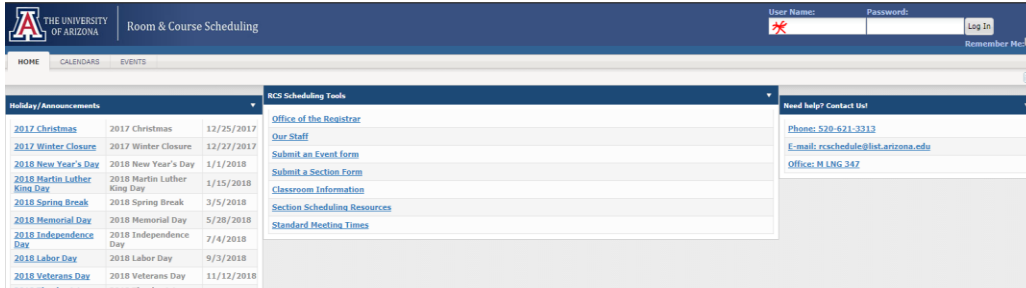 THE UNIVERSITY
OF ARIZONA
Room & Course Scheduling
User Name:
Password:
Log In
Remember Me:
HOME
CALENDARS
EVENTS
Holiday/Announcements
2017 Christmas 2017 Christmas 12/25/2017
2017 Winter Closure 2017 Winter Closure 12/27/2017
2018 New Year's Day 2018 New Year's Day 1/1/2018
2018 Martin Luther King Day 2018 Martin Luther King Day 1/15/2018
2018 Spring Break 2018 Spring Break 3/5/2018
2018 Memorial Day 2018 Memorial Day 5/28/2018
2018 Independence Day 2018 Independence Day 7/4/2018
2018 Labor Day 2018 Labor Day 9/3/2018
2018 Veterans Day 2018 Veterans Day 11/12/2018
RCS Scheduling Tools
Office of the Registrar
Our Staff
Submit an Event form
Submit a Section Form
Classroom Information
Section Scheduling Resources
Standard Meeting Times
Need help? Contact Us!
Phone: 520-621-3313
E-mail: rcschedule@list.arizona.edu
Office: M LNG 347